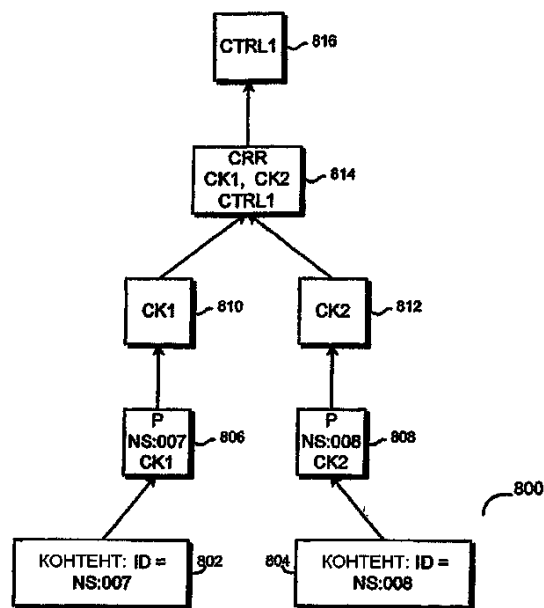 CTRL1
816
CRR
CK1, CK2
CTRL1
814
CK1
810
CK2
812
P
NS:007
CK1
806
P
NS:008
CK2
808
800
КОНТЕНТ: ID =
NS:007
802
804
КОНТЕНТ: ID =
NS:008